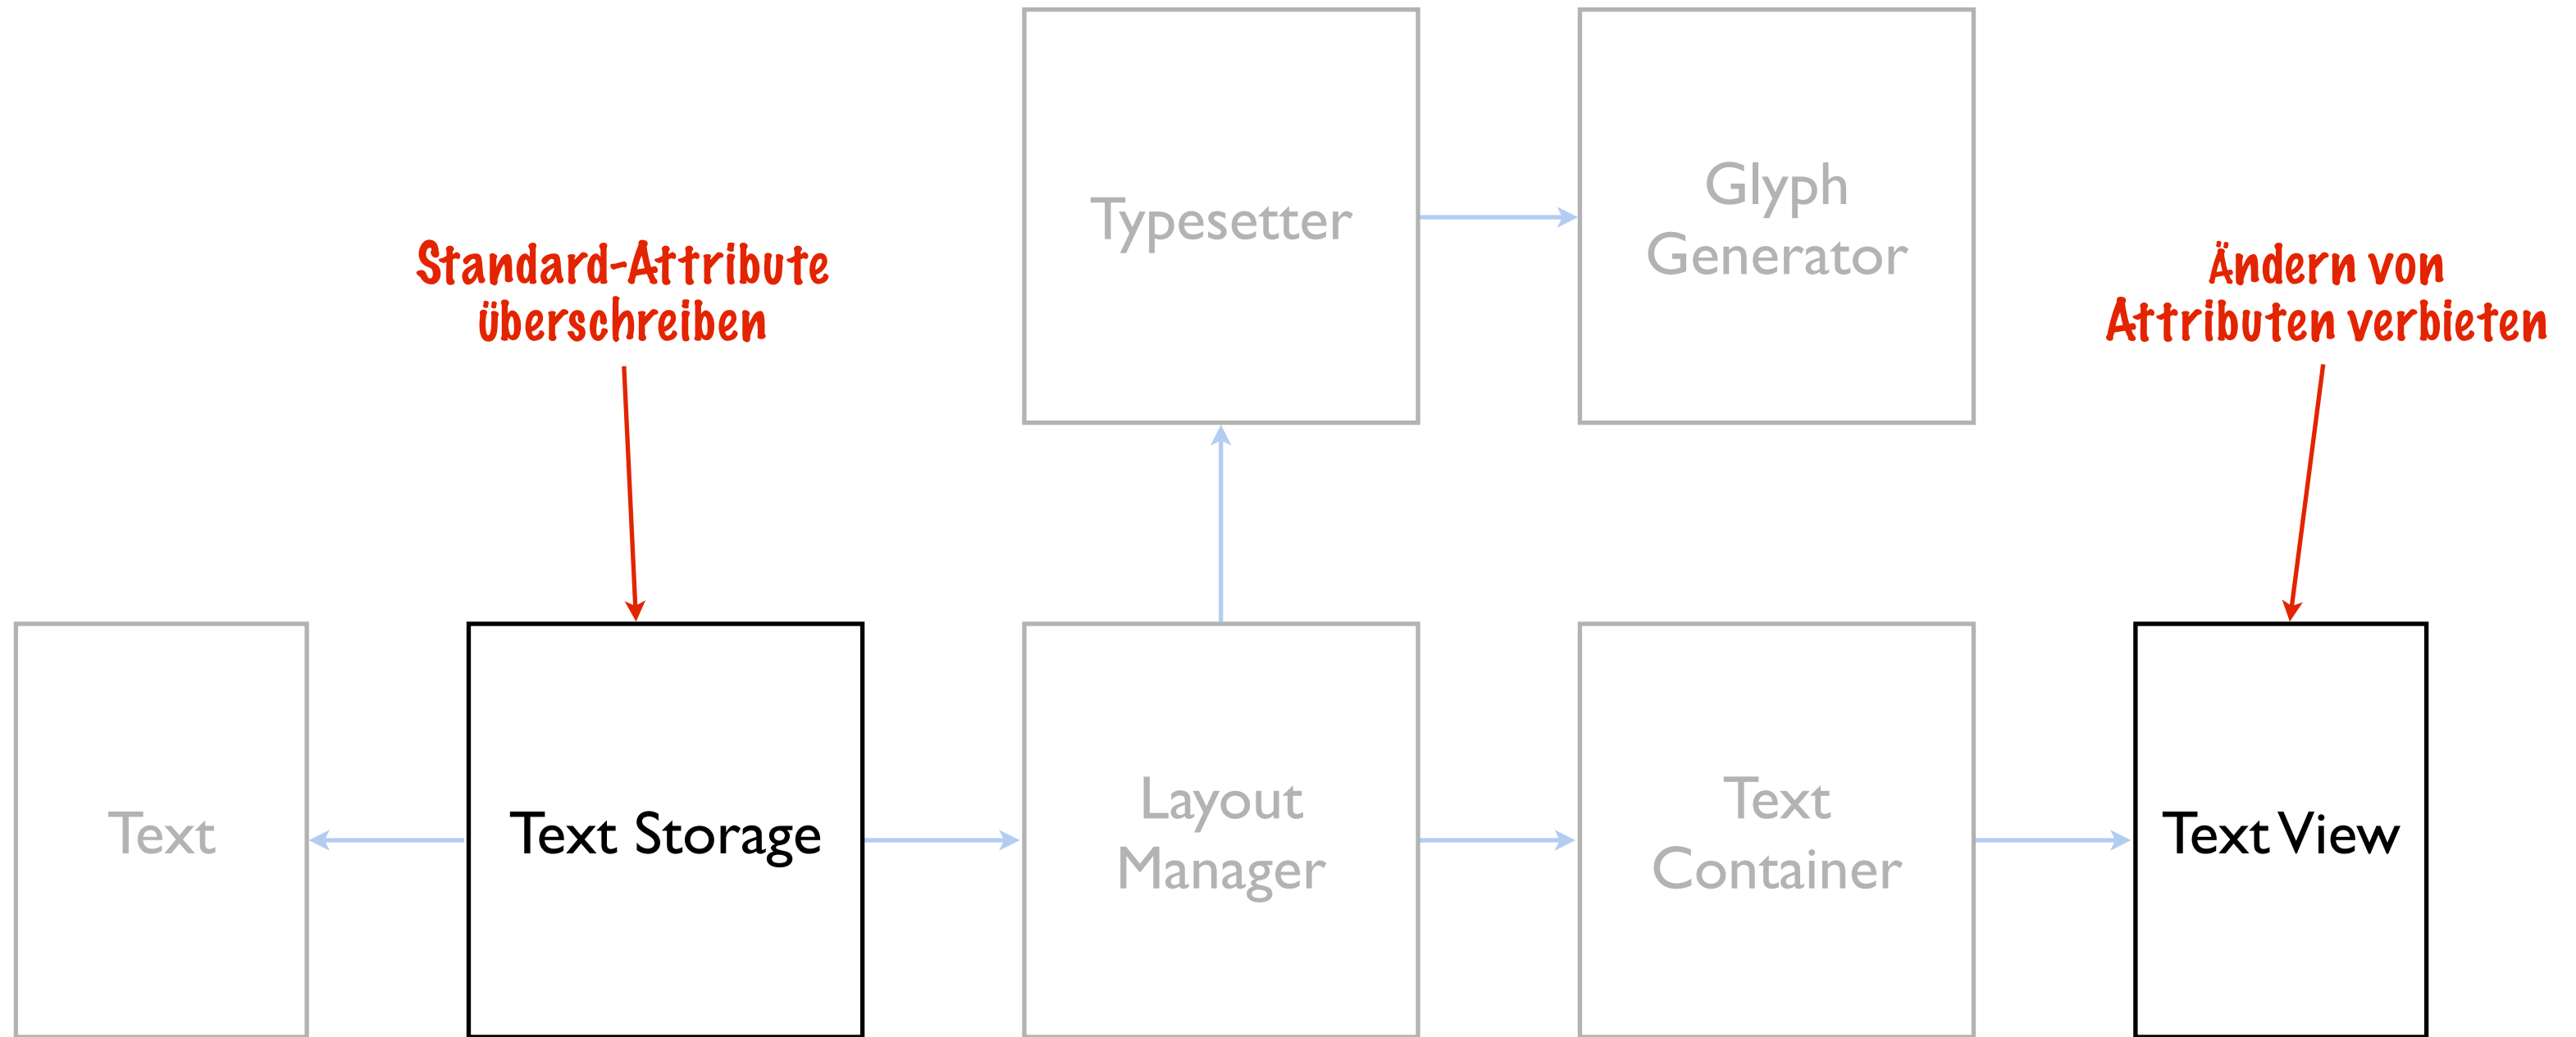 Typesetter
Glyph
Generator
Standard-Attribute
überschreiben
Ändern von
Attributen verbieten
Text
Text Storage
Layout
Manager
Text
Container
Text View